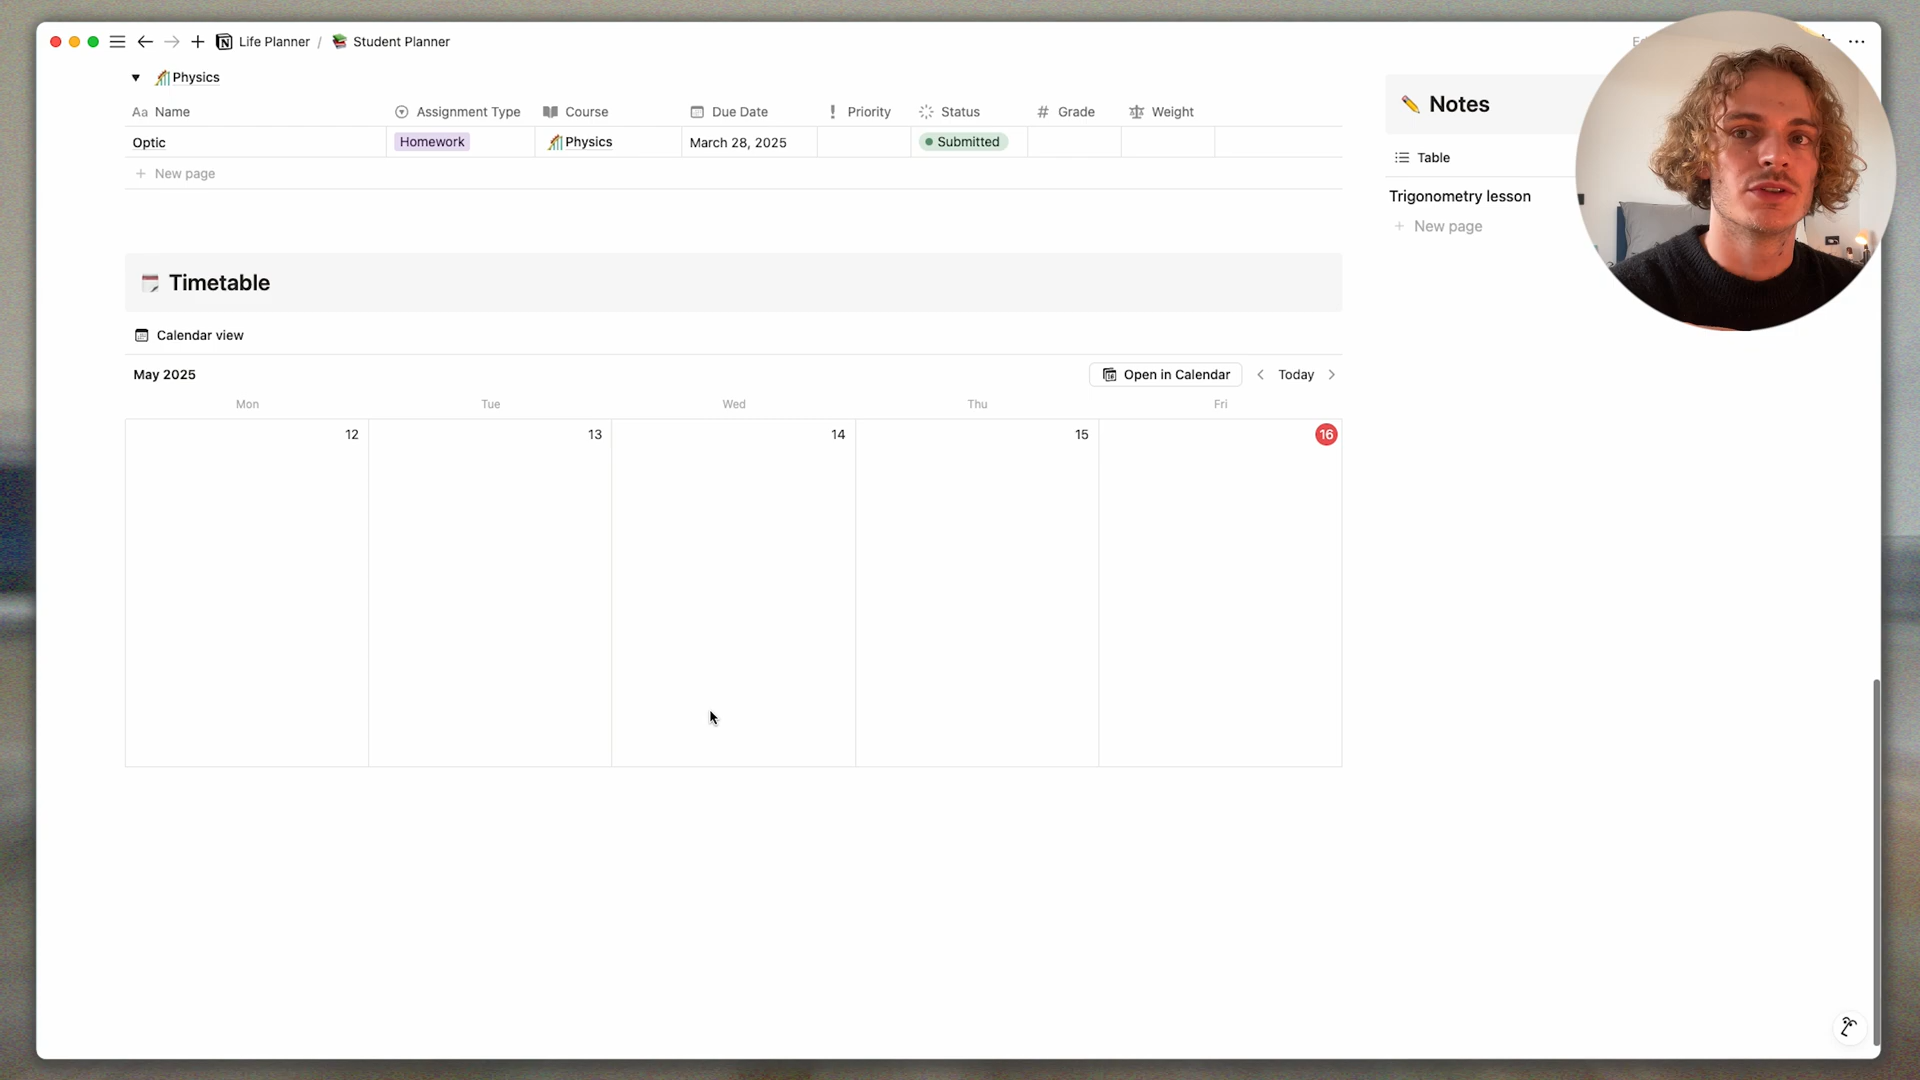 Life Planner / Student Planner
Physics
Aa Name Assignment Type Course Due Date Priority Status # Grade Weight
Optic Homework Physics March 28, 2025 Submitted
+ New page
Notes
Table
Trigonometry lesson
+ New page
Timetable
Calendar view
May 2025 Open in Calendar < Today >
Mon Tue Wed Thu Fri
12 13 14 15 16